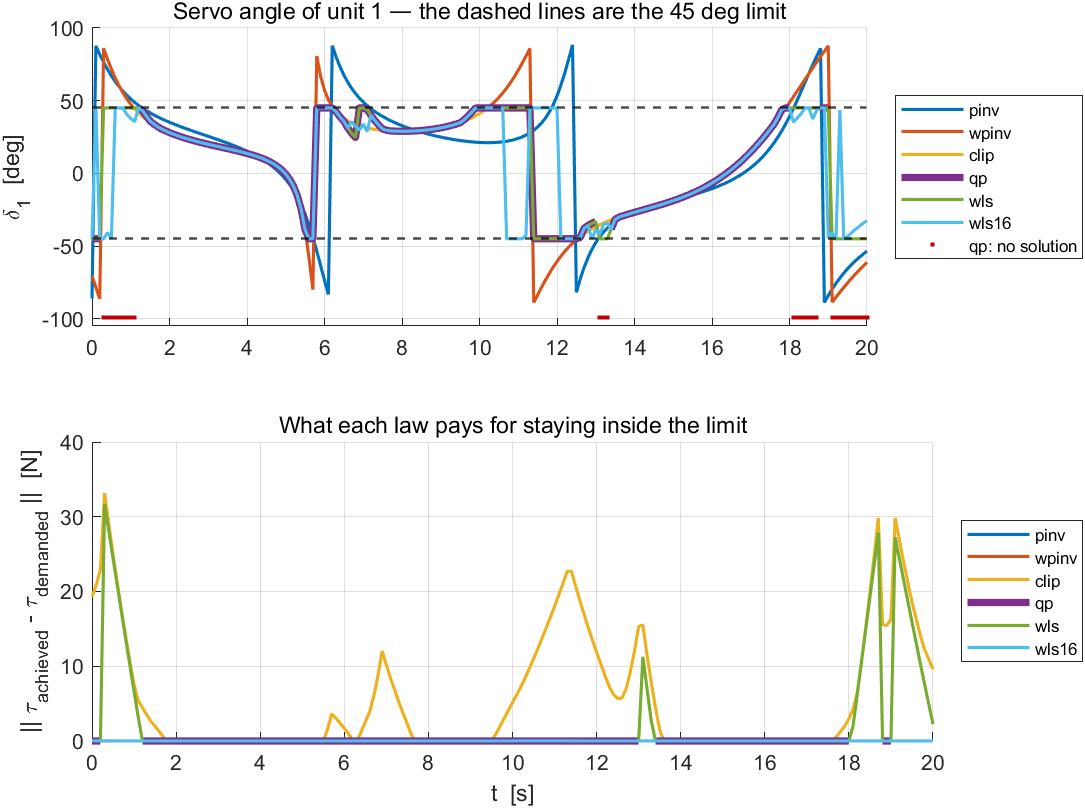 Servo angle of unit 1 — the dashed lines are the 45 deg limit
δ1 [deg]
100
50
0
-50
-100
0 2 4 6 8 10 12 14 16 18 20
pinv
wpinv
clip
qp
wls
wls16
qp: no solution
What each law pays for staying inside the limit
|| τachieved - τdemanded || [N]
40
30
20
10
0
0 2 4 6 8 10 12 14 16 18 20
t [s]
pinv
wpinv
clip
qp
wls
wls16